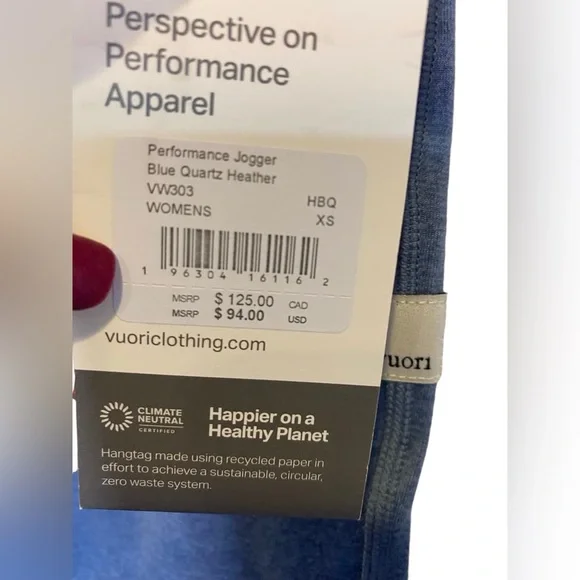 Perspective on
Performance
Apparel
Performance Jogger
Blue Quartz Heather
VW303 HBQ
WOMENS XS
1 96304 16116 2
MSRP $ 125.00 CAD
MSRP $ 94.00 USD
vuoriclothing.com
vuori
CLIMATE
NEUTRAL
CERTIFIED
Happier on a
Healthy Planet
Hangtag made using recycled paper in
effort to achieve a sustainable, circular,
zero waste system.